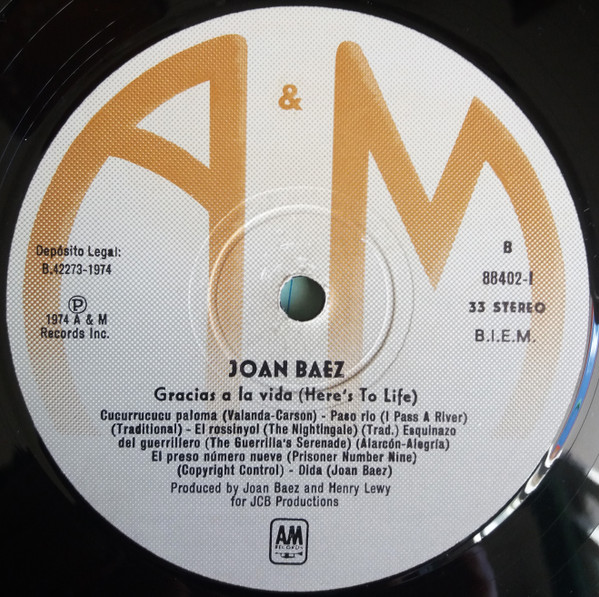 A & M
Depósito Legal:
B.42273-1974
Ⓟ
1974 A & M
Records Inc.
B
88402-I
33 STEREO
B.I.E.M.
JOAN BAEZ
Gracias a la vida (Here's To Life)
Cucurrucucu paloma (Valanda-Carson) - Paso rio (I Pass A River)
(Traditional) - El rossinyol (The Nightingale) (Trad.) Esquinazo
del guerrillero (The Guerrilla's Serenade) (Alarcón-Alegría)
El preso número nueve (Prisoner Number Nine)
(Copyright Control) - Dida (Joan Baez)
Produced by Joan Baez and Henry Lewy
for JCB Productions
AM
RECORDS